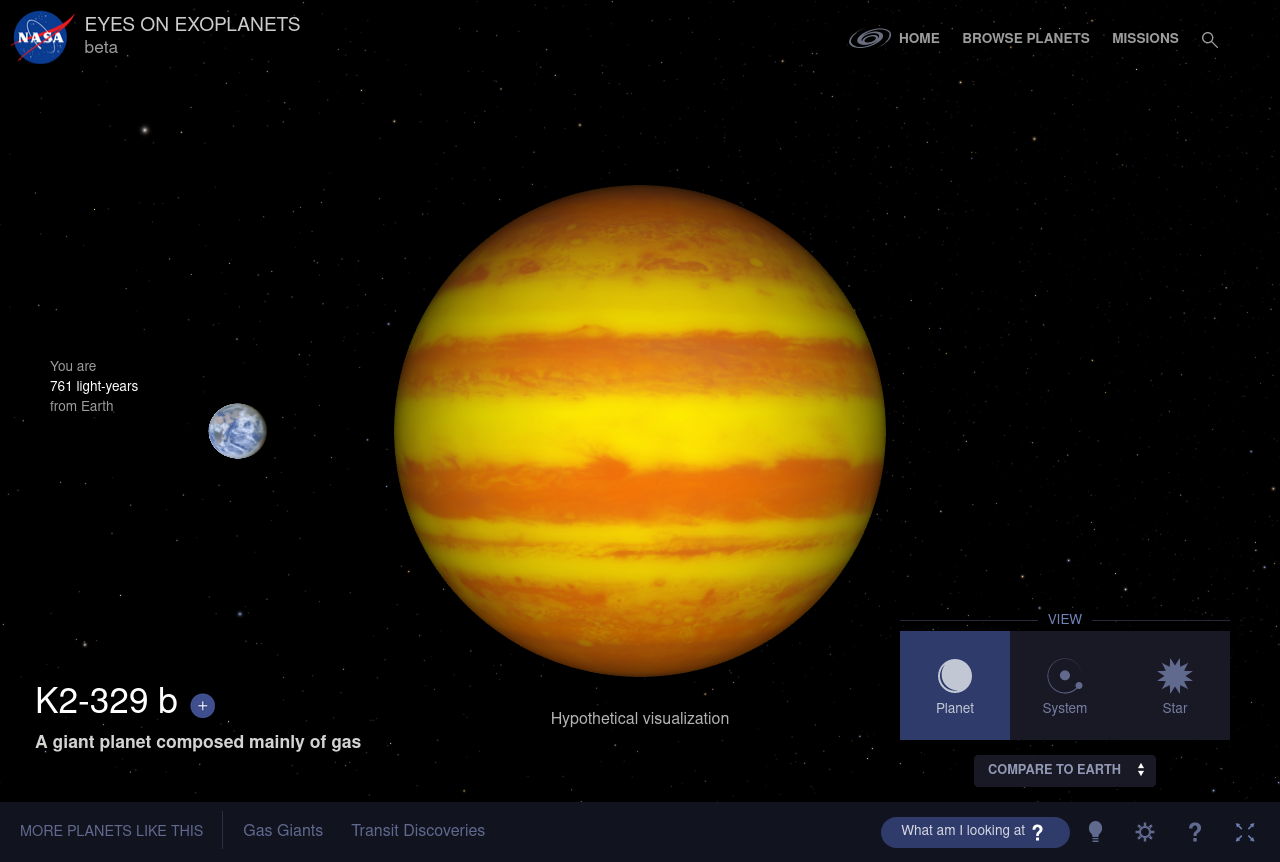 NASA
EYES ON EXOPLANETS
beta
HOME
BROWSE PLANETS
MISSIONS
You are
761 light-years
from Earth
K2-329 b +
A giant planet composed mainly of gas
Hypothetical visualization
VIEW
Planet
System
Star
COMPARE TO EARTH
MORE PLANETS LIKE THIS
Gas Giants
Transit Discoveries
What am I looking at ?
?